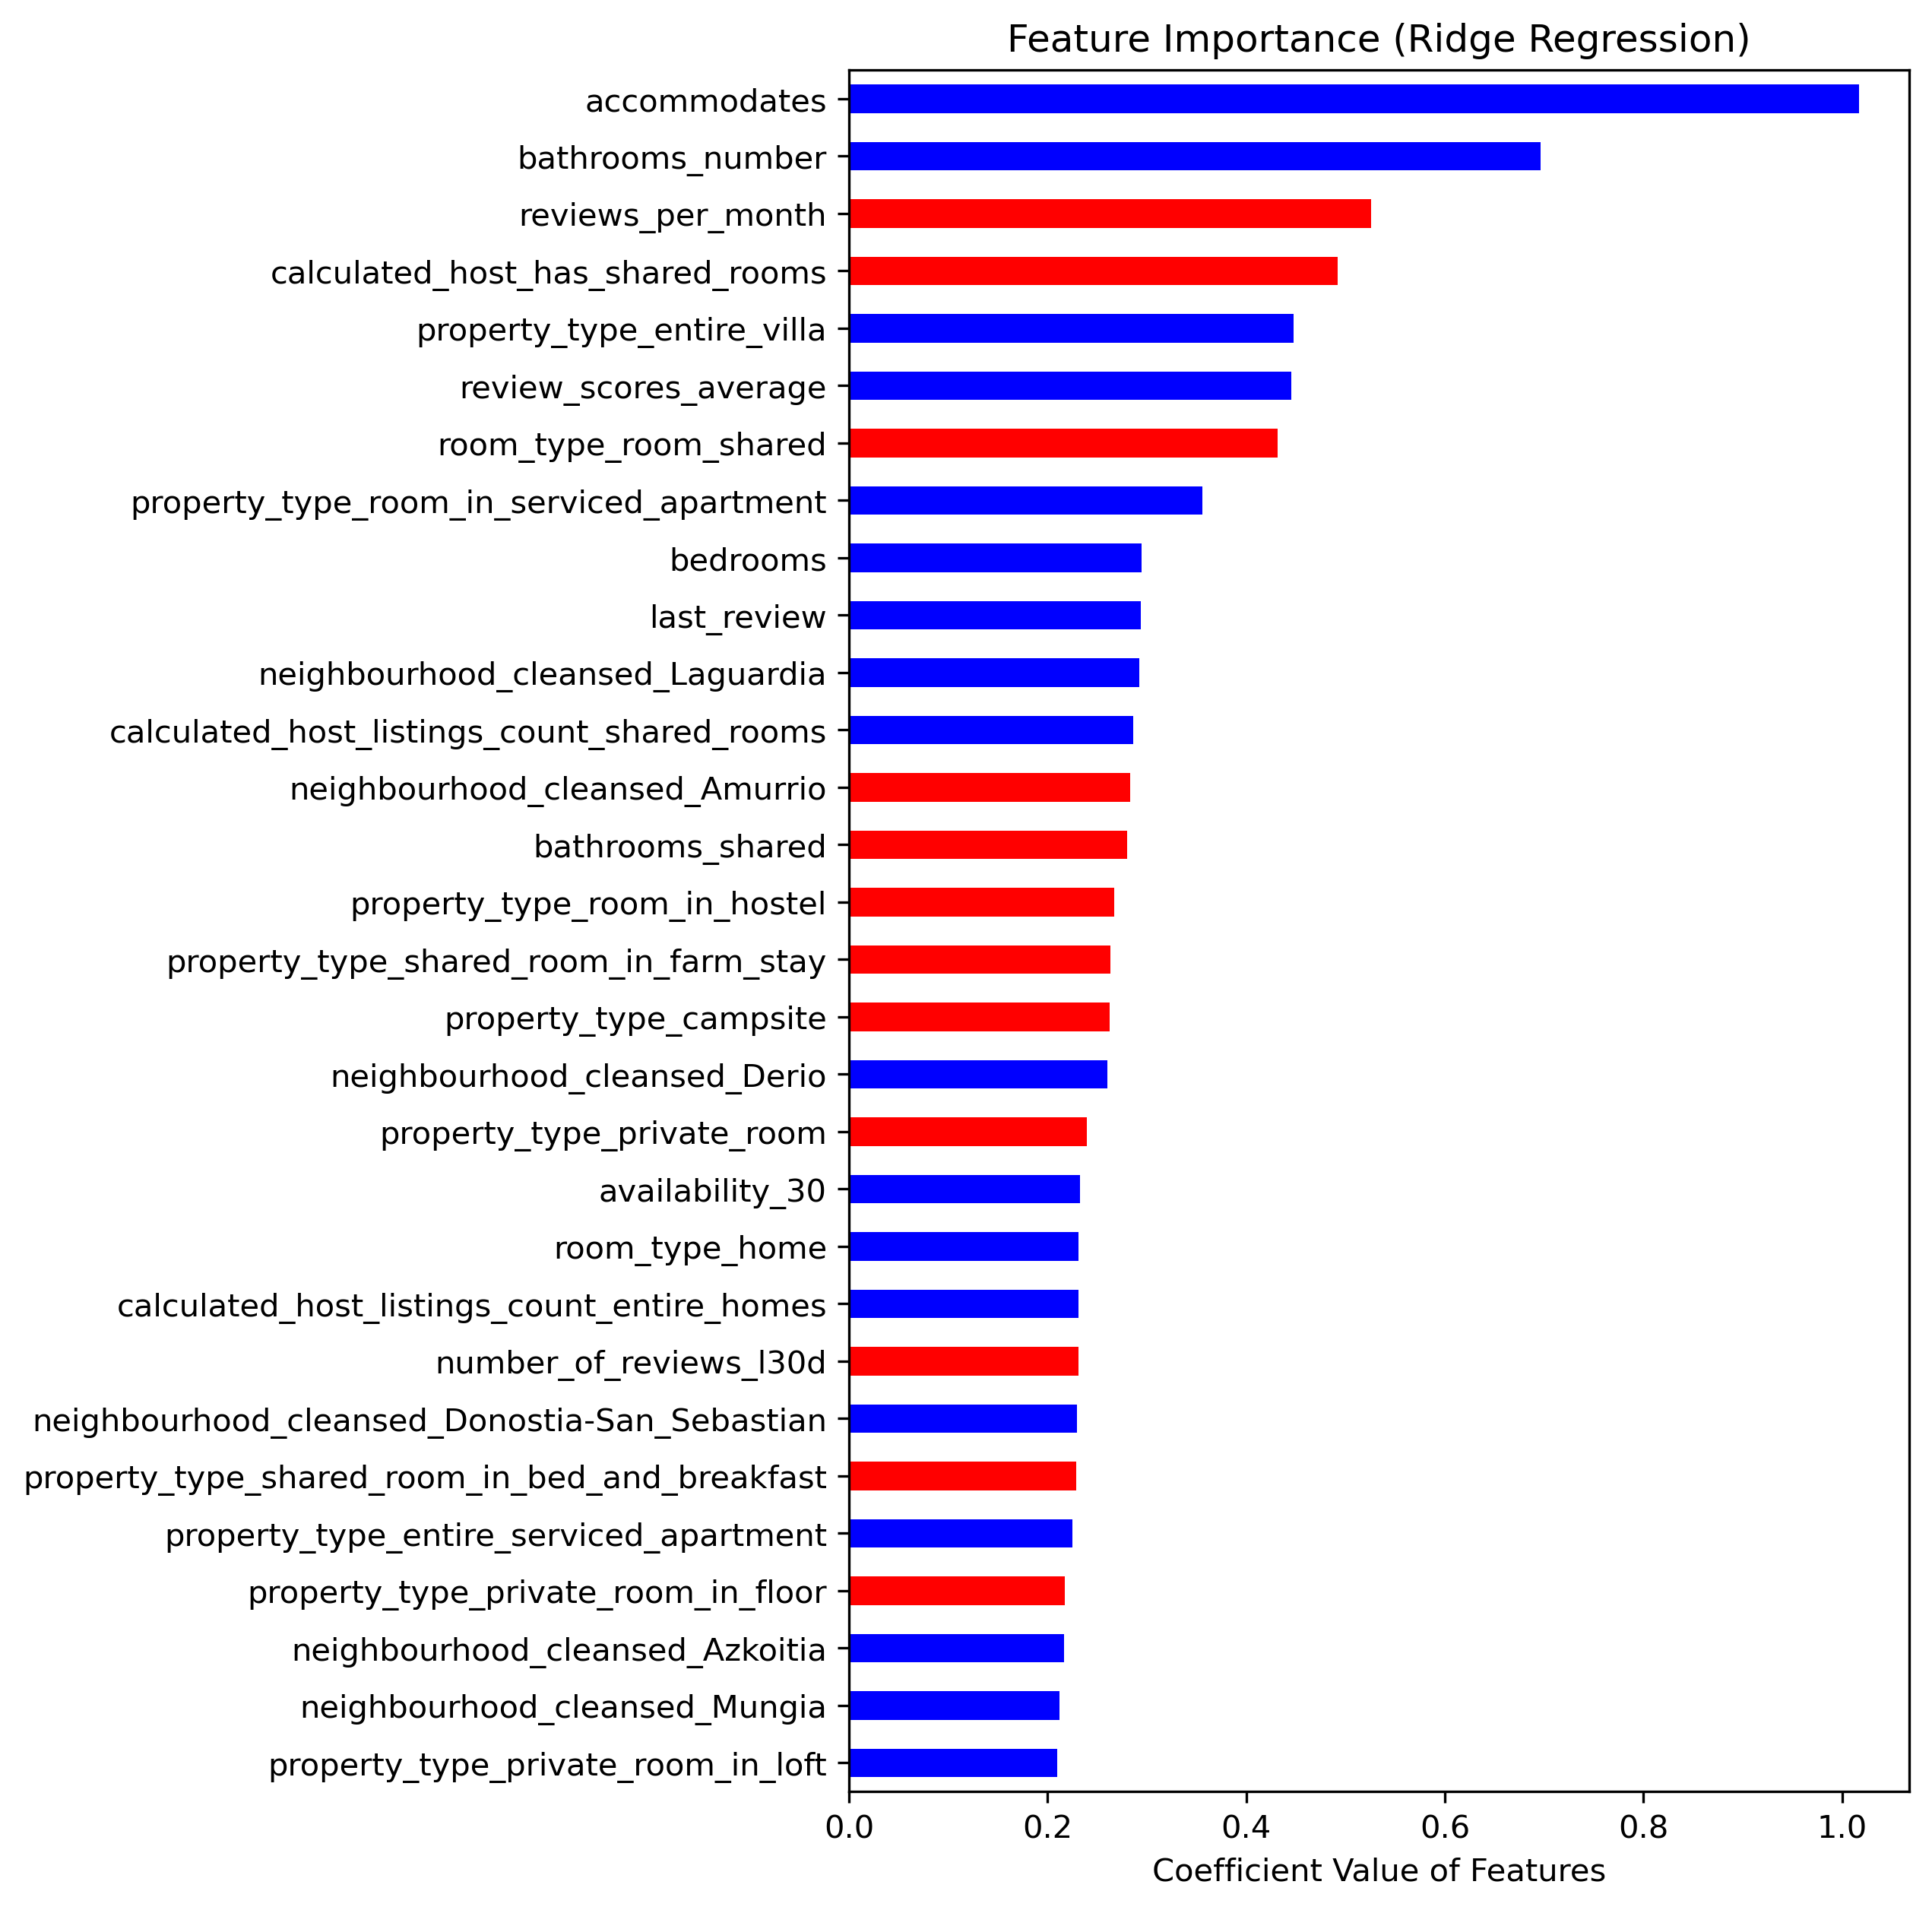 Feature Importance (Ridge Regression)
accommodates
bathrooms_number
reviews_per_month
calculated_host_has_shared_rooms
property_type_entire_villa
review_scores_average
room_type_room_shared
property_type_room_in_serviced_apartment
bedrooms
last_review
neighbourhood_cleansed_Laguardia
calculated_host_listings_count_shared_rooms
neighbourhood_cleansed_Amurrio
bathrooms_shared
property_type_room_in_hostel
property_type_shared_room_in_farm_stay
property_type_campsite
neighbourhood_cleansed_Derio
property_type_private_room
availability_30
room_type_home
calculated_host_listings_count_entire_homes
number_of_reviews_l30d
neighbourhood_cleansed_Donostia-San_Sebastian
property_type_shared_room_in_bed_and_breakfast
property_type_entire_serviced_apartment
property_type_private_room_in_floor
neighbourhood_cleansed_Azkoitia
neighbourhood_cleansed_Mungia
property_type_private_room_in_loft
0.0 0.2 0.4 0.6 0.8 1.0
Coefficient Value of Features